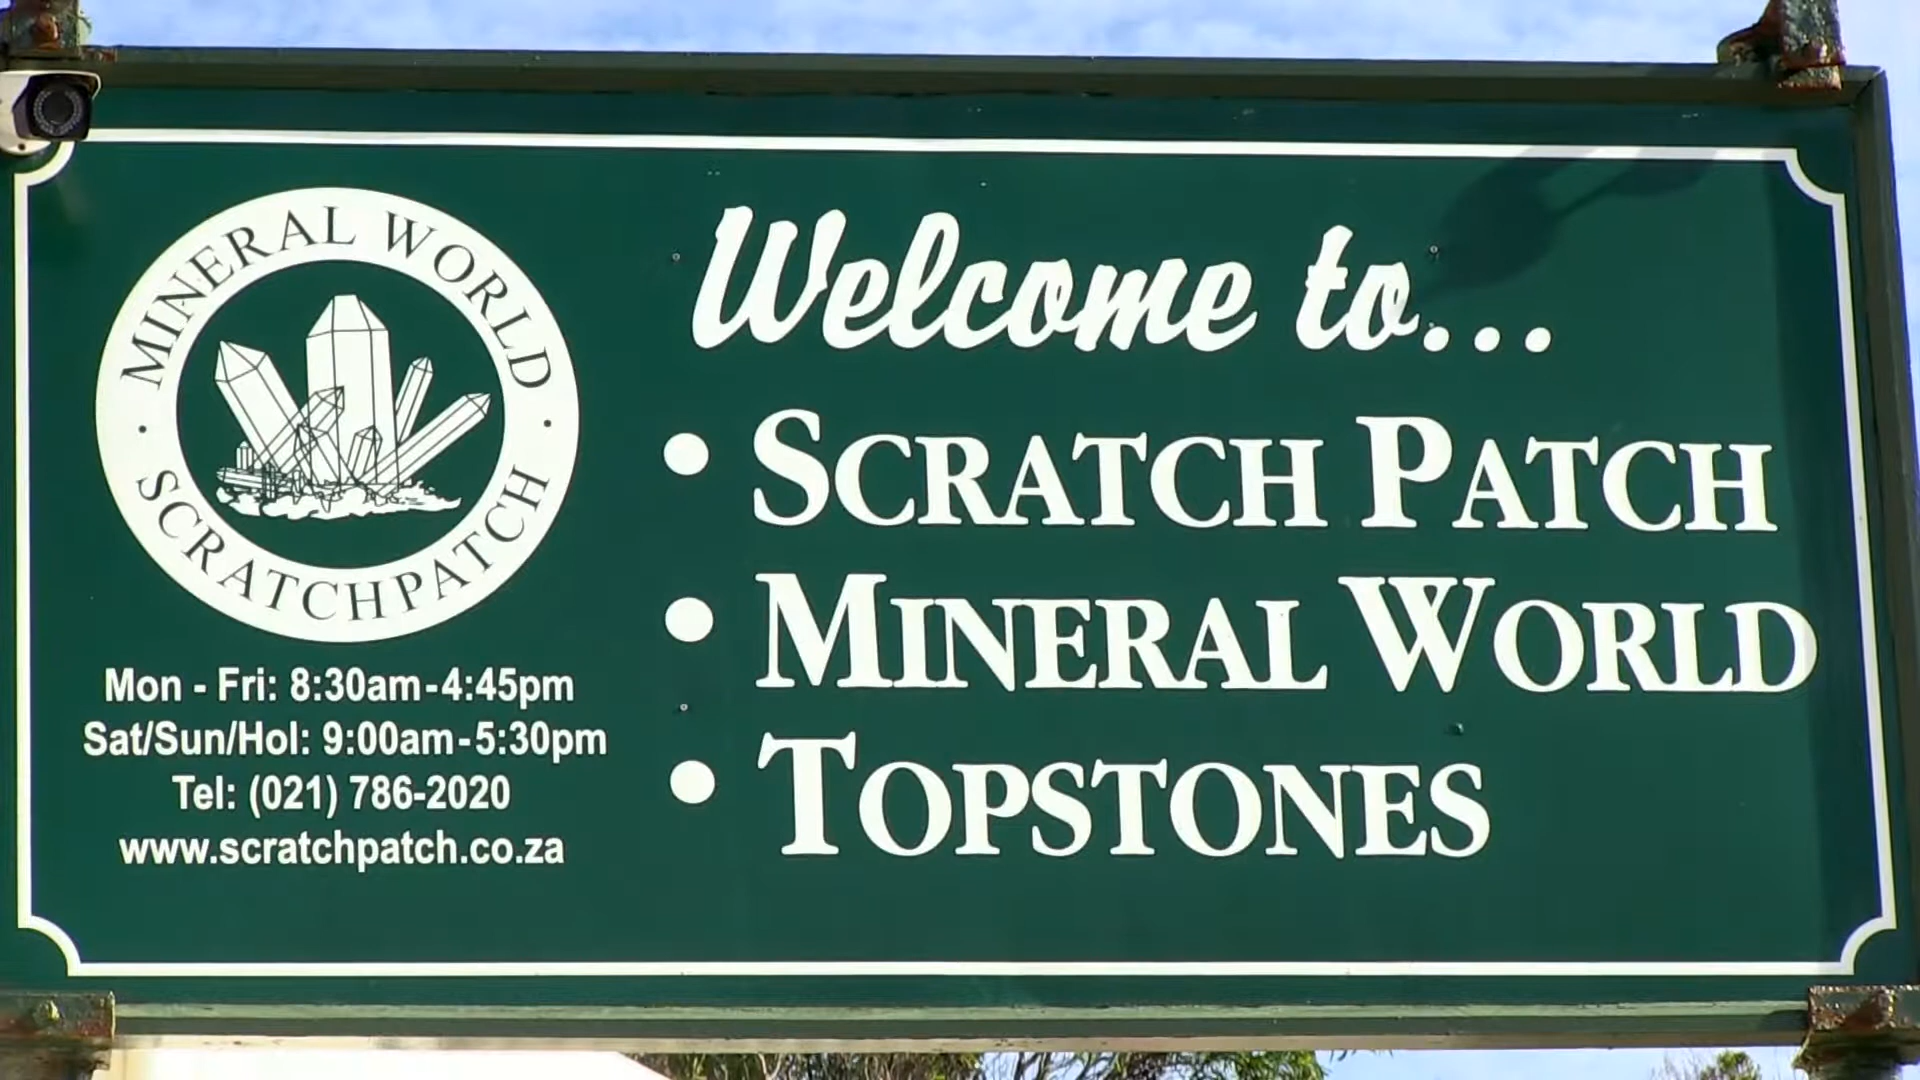 MINERAL WORLD
· SCRATCHPATCH ·
Mon - Fri: 8:30am-4:45pm
Sat/Sun/Hol: 9:00am-5:30pm
Tel: (021) 786-2020
www.scratchpatch.co.za
Welcome to...
• SCRATCH PATCH
• MINERAL WORLD
• TOPSTONES